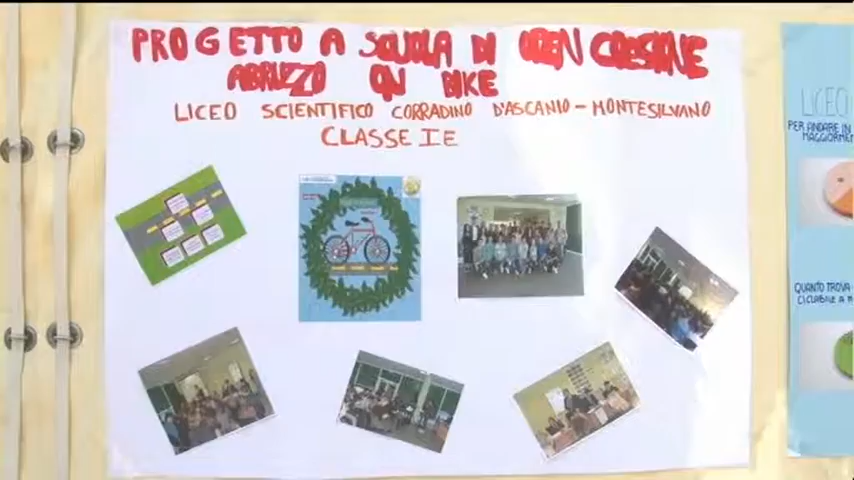 PROGETTO A SCUOLA DI OPEN COESIONE
ABRUZZO ON BIKE
LICEO SCIENTIFICO CORRADINO D'ASCANIO - MONTESILVANO
CLASSE IE
LICEO
PER ANDARE IN
QUANTO TROVA
CICLABILE A